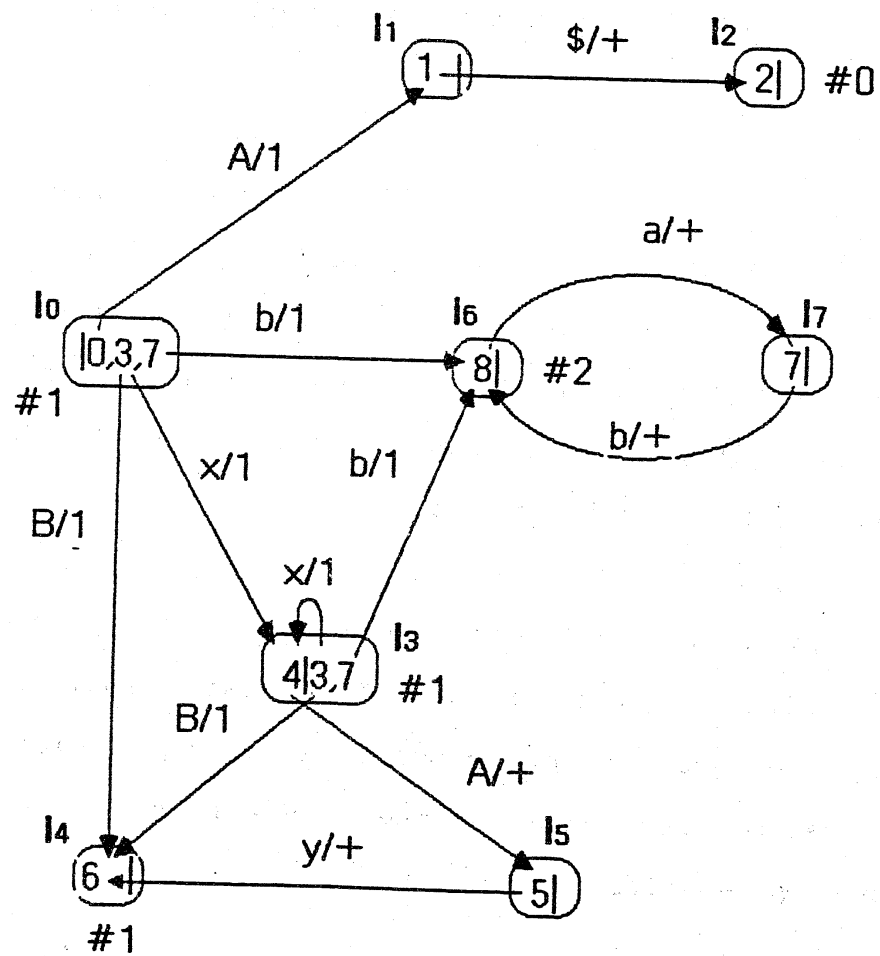 I1
$/+
I2
1|
2|
#0
A/1
a/+
I0
b/1
I6
I7
|0,3,7
8|
#2
7|
#1
x/1
b/1
b/+
B/1
x/1
I3
4|3,7
#1
B/1
A/+
I4
y/+
I5
6|
5|
#1